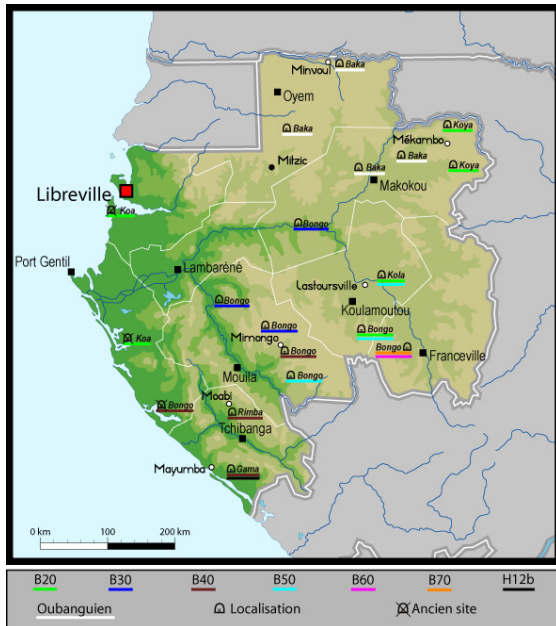 Minvoul
Baka
Oyem
Koya
Baka
Mékambo
Mitzic
Baka
Baka
Koya
Makokou
Libreville
Koa
Bongo
Port Gentil
Lambaréné
Kola
Lastoursville
Bongo
Koulamoutou
Bongo
Bongo
Koa
Mimongo
Bongo
Bongo
Franceville
Mouila
Bongo
Moabi
Bongo
Rimba
Tchibanga
Mayumba
Gama
0 km 100 200 km
B20 B30 B40 B50 B60 B70 H12b
Oubanguien Localisation Ancien site